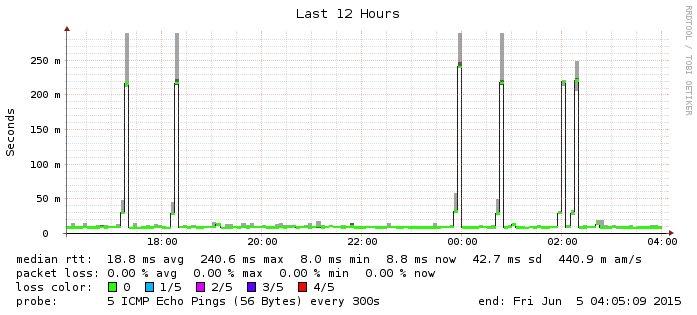 Last 12 Hours
RRDTOOL / TOBI OETIKER
Seconds
250 m
200 m
150 m
100 m
50 m
0
18:00 20:00 22:00 00:00 02:00 04:00
median rtt: 18.8 ms avg 240.6 ms max 8.0 ms min 8.8 ms now 42.7 ms sd 440.9 m am/s
packet loss: 0.00 % avg 0.00 % max 0.00 % min 0.00 % now
loss color: 0 1/5 2/5 3/5 4/5
probe: 5 ICMP Echo Pings (56 Bytes) every 300s end: Fri Jun 5 04:05:09 2015